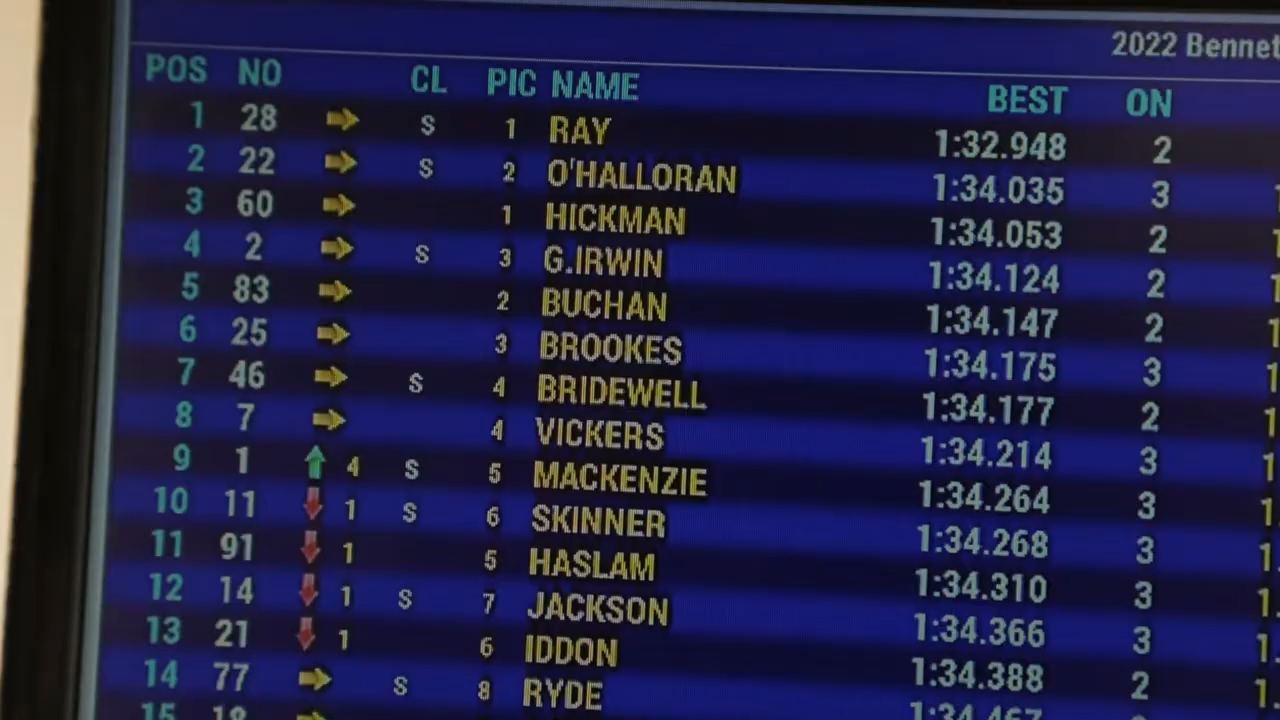 2022 Bennet
POS NO CL PIC NAME BEST ON
1 28 S 1 RAY 1:32.948 2
2 22 S 2 O'HALLORAN 1:34.035 3
3 60 1 HICKMAN 1:34.053 2
4 2 S 3 G.IRWIN 1:34.124 2
5 83 2 BUCHAN 1:34.147 2
6 25 3 BROOKES 1:34.175 3
7 46 S 4 BRIDEWELL 1:34.177 2
8 7 4 VICKERS 1:34.214 3
9 1 4 S 5 MACKENZIE 1:34.264 3
10 11 1 S 6 SKINNER 1:34.268 3
11 91 1 5 HASLAM 1:34.310 3
12 14 1 S 7 JACKSON 1:34.366 3
13 21 1 6 IDDON 1:34.388 2
14 77 S 8 RYDE 1:34.467
15 18